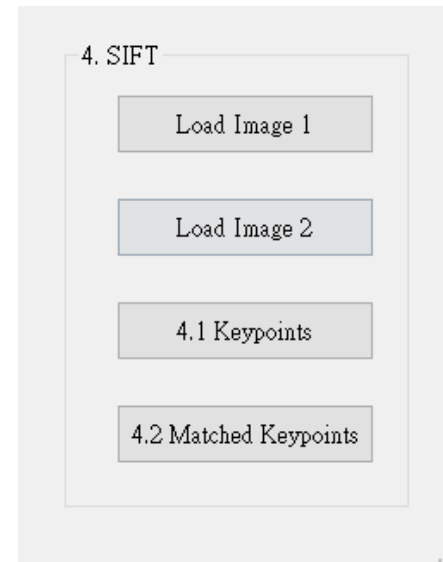 4. SIFT
Load Image 1
Load Image 2
4.1 Keypoints
4.2 Matched Keypoints